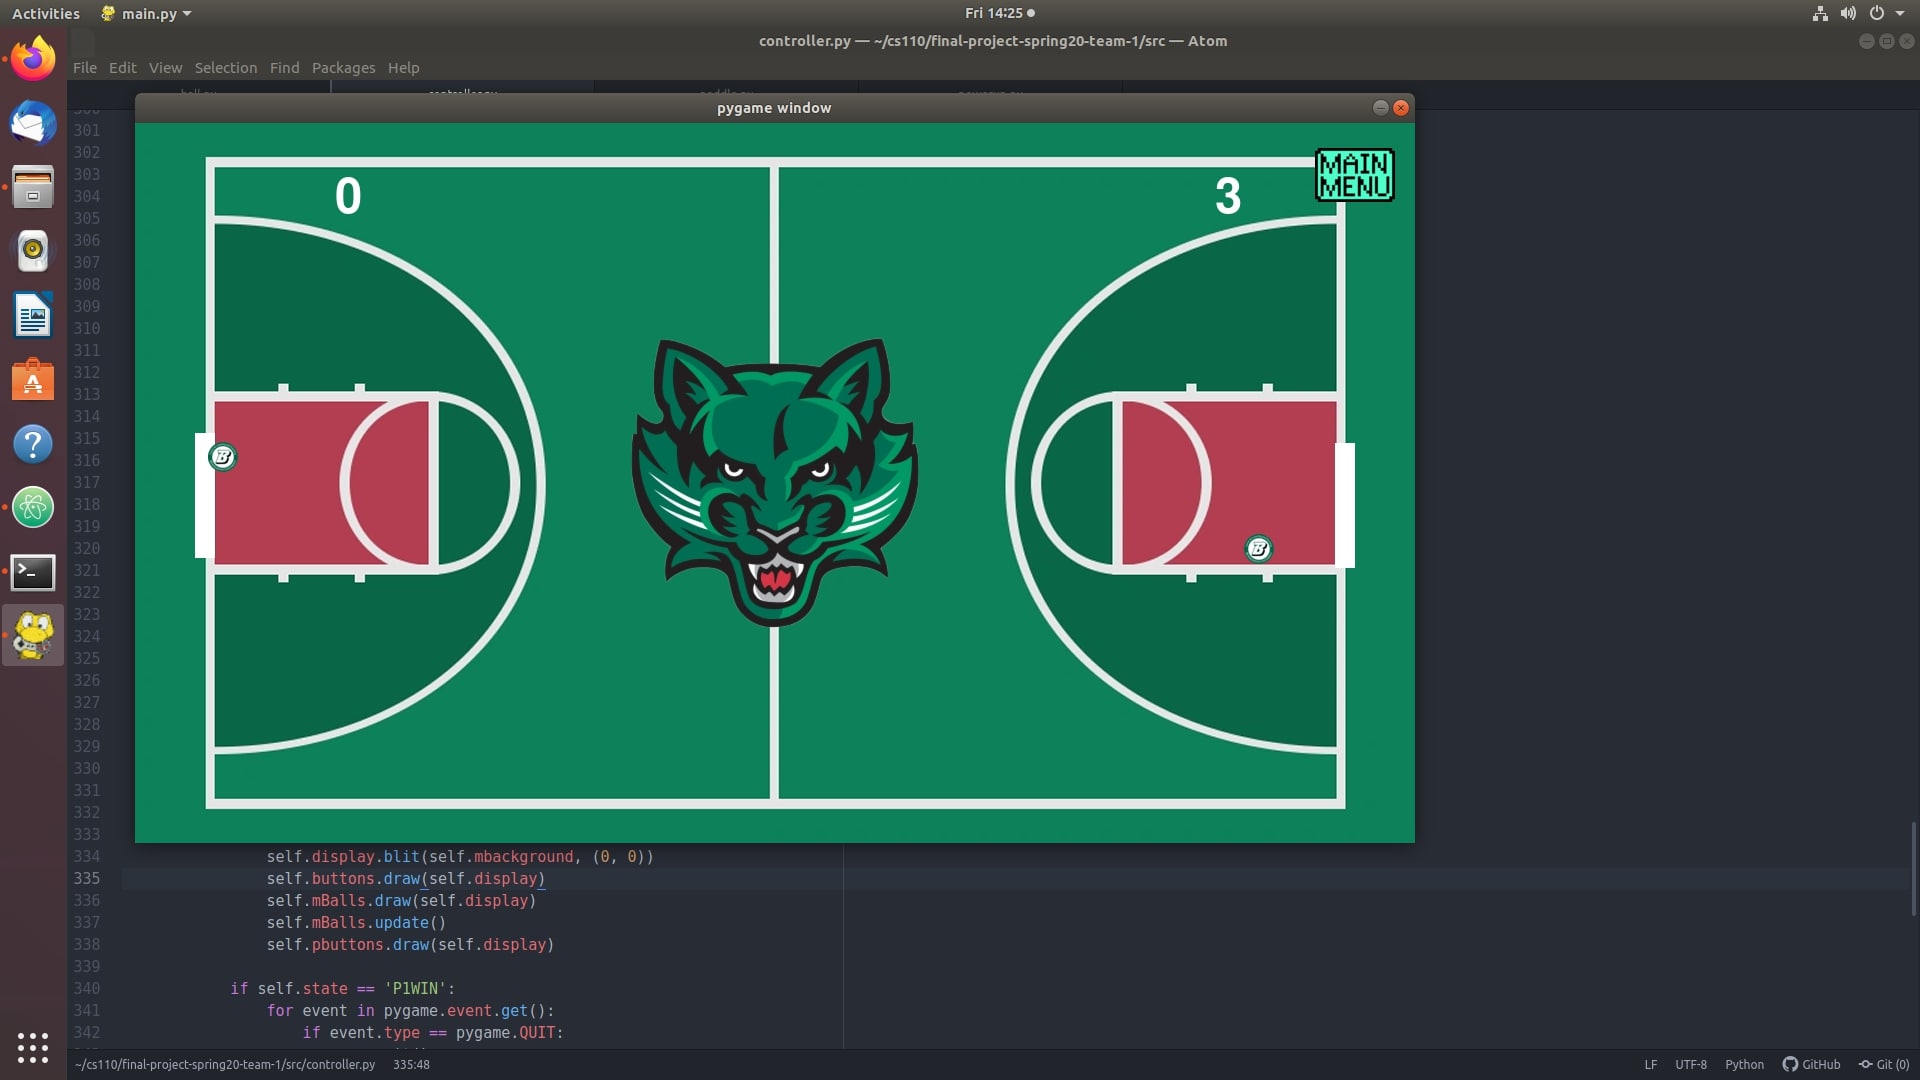 Activities
main.py
Fri 14:25
controller.py — ~/cs110/final-project-spring20-team-1/src — Atom
File Edit View Selection Find Packages Help
pygame window
0
3
MAIN
MENU
B
B
301
302
303
304
305
306
307
308
309
310
311
312
313
314
315
316
317
318
319
320
321
322
323
324
325
326
327
328
329
330
331
332
333
334 self.display.blit(self.mbackground, (0, 0))
335 self.buttons.draw(self.display)
336 self.mBalls.draw(self.display)
337 self.mBalls.update()
338 self.pbuttons.draw(self.display)
339
340 if self.state == 'P1WIN':
341 for event in pygame.event.get():
342 if event.type == pygame.QUIT:
~/cs110/final-project-spring20-team-1/src/controller.py 335:48
LF UTF-8 Python GitHub Git (0)